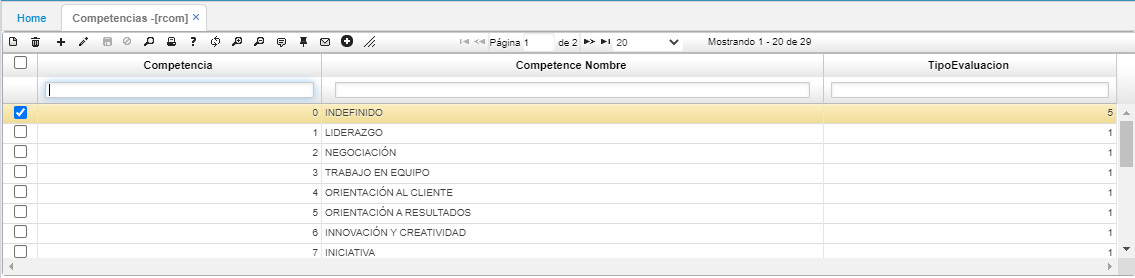 Home Competencias -[rcom] ×
Página 1 de 2 20 Mostrando 1 - 20 de 29
Competencia Competence Nombre TipoEvaluacion
0 INDEFINIDO 5
1 LIDERAZGO 1
2 NEGOCIACIÓN 1
3 TRABAJO EN EQUIPO 1
4 ORIENTACIÓN AL CLIENTE 1
5 ORIENTACIÓN A RESULTADOS 1
6 INNOVACIÓN Y CREATIVIDAD 1
7 INICIATIVA 1